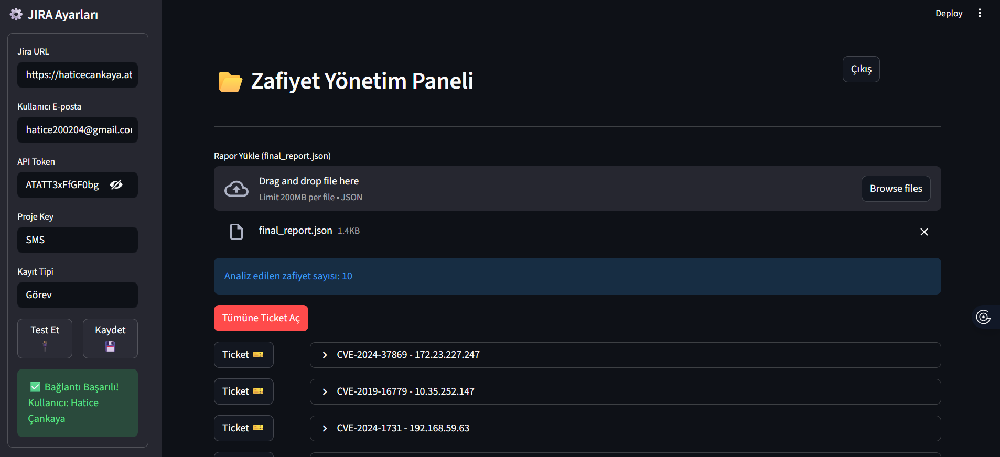 JIRA Ayarları
Jira URL
https://haticecankaya.at
Kullanıcı E-posta
hatice200204@gmail.co
API Token
ATATT3xFfGF0bg
Proje Key
SMS
Kayıt Tipi
Görev
Test Et
Kaydet
Bağlantı Başarılı!
Kullanıcı: Hatice
Çankaya
Deploy
Zafiyet Yönetim Paneli
Çıkış
Rapor Yükle (final_report.json)
Drag and drop file here
Limit 200MB per file • JSON
Browse files
final_report.json 1.4KB
Analiz edilen zafiyet sayısı: 10
Tümüne Ticket Aç
Ticket
CVE-2024-37869 - 172.23.227.247
Ticket
CVE-2019-16779 - 10.35.252.147
Ticket
CVE-2024-1731 - 192.168.59.63